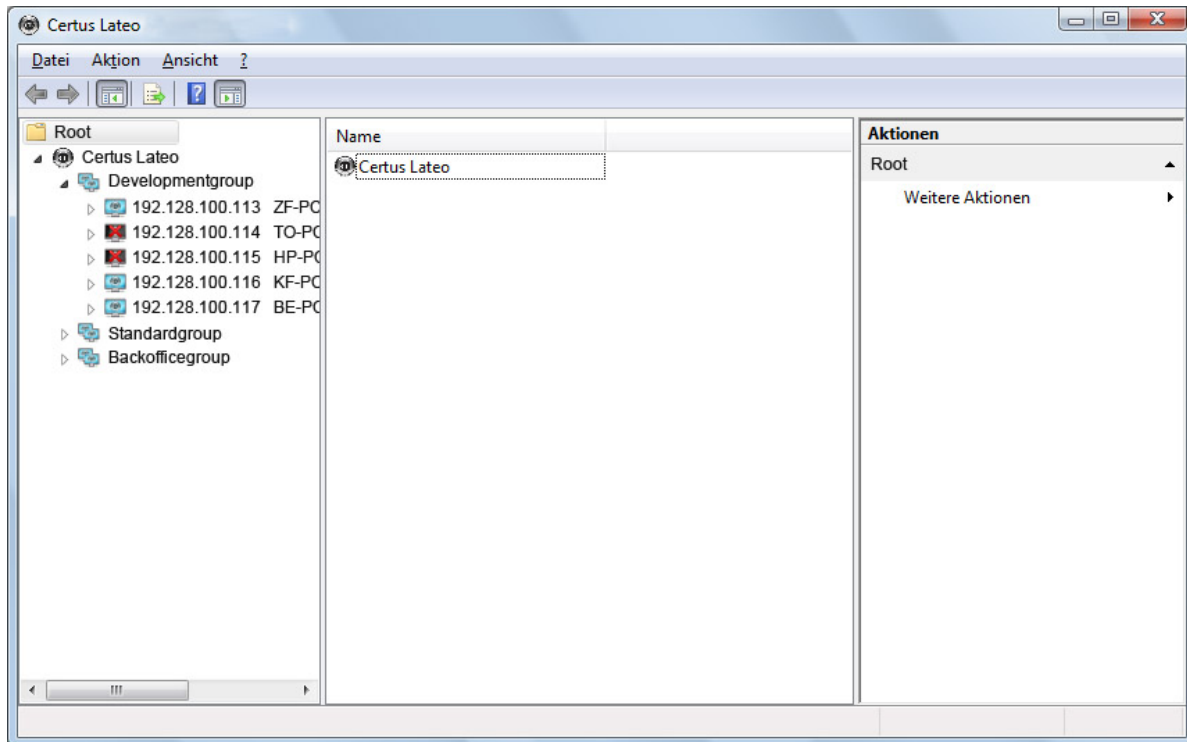 Certus Lateo
Datei Aktion Ansicht ?
Root
Certus Lateo
Developmentgroup
192.128.100.113 ZF-PC
192.128.100.114 TO-PC
192.128.100.115 HP-PC
192.128.100.116 KF-PC
192.128.100.117 BE-PC
Standardgroup
Backofficegroup
Name
Certus Lateo
Aktionen
Root
Weitere Aktionen